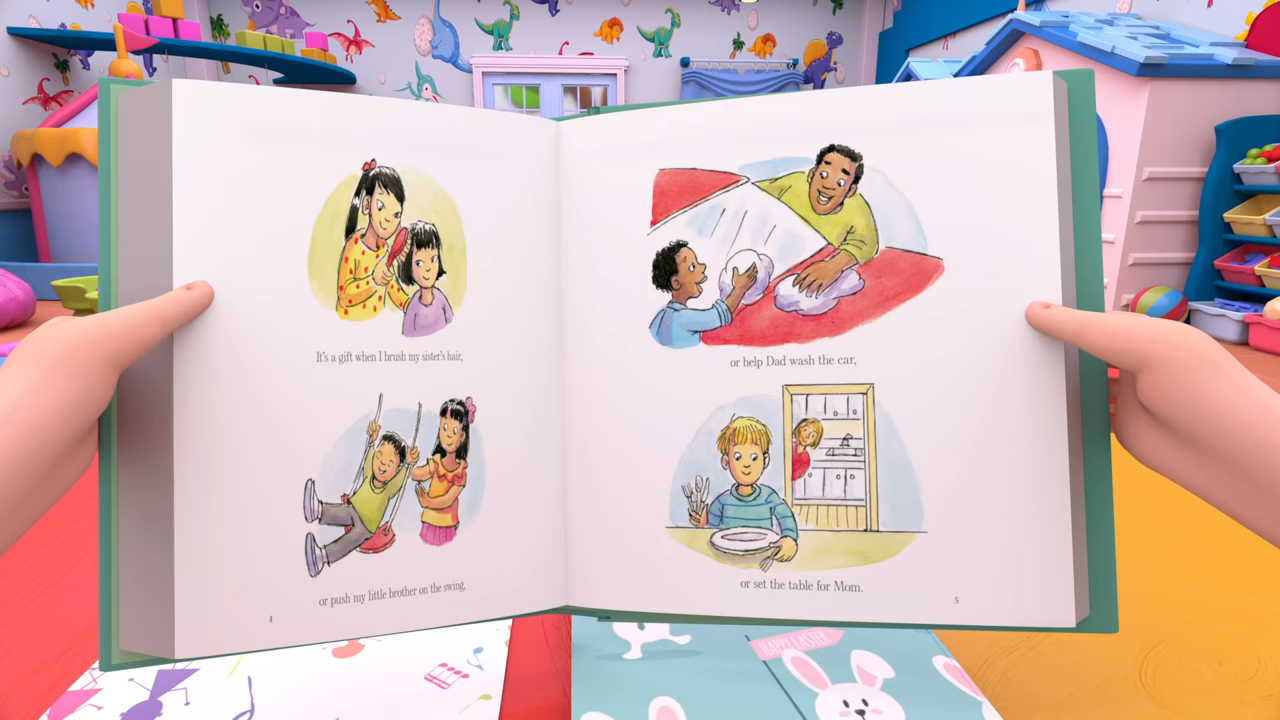 It's a gift when I brush my sister's hair,
or push my little brother on the swing,
4
or help Dad wash the car,
or set the table for Mom.
5
HAPPY EASTER